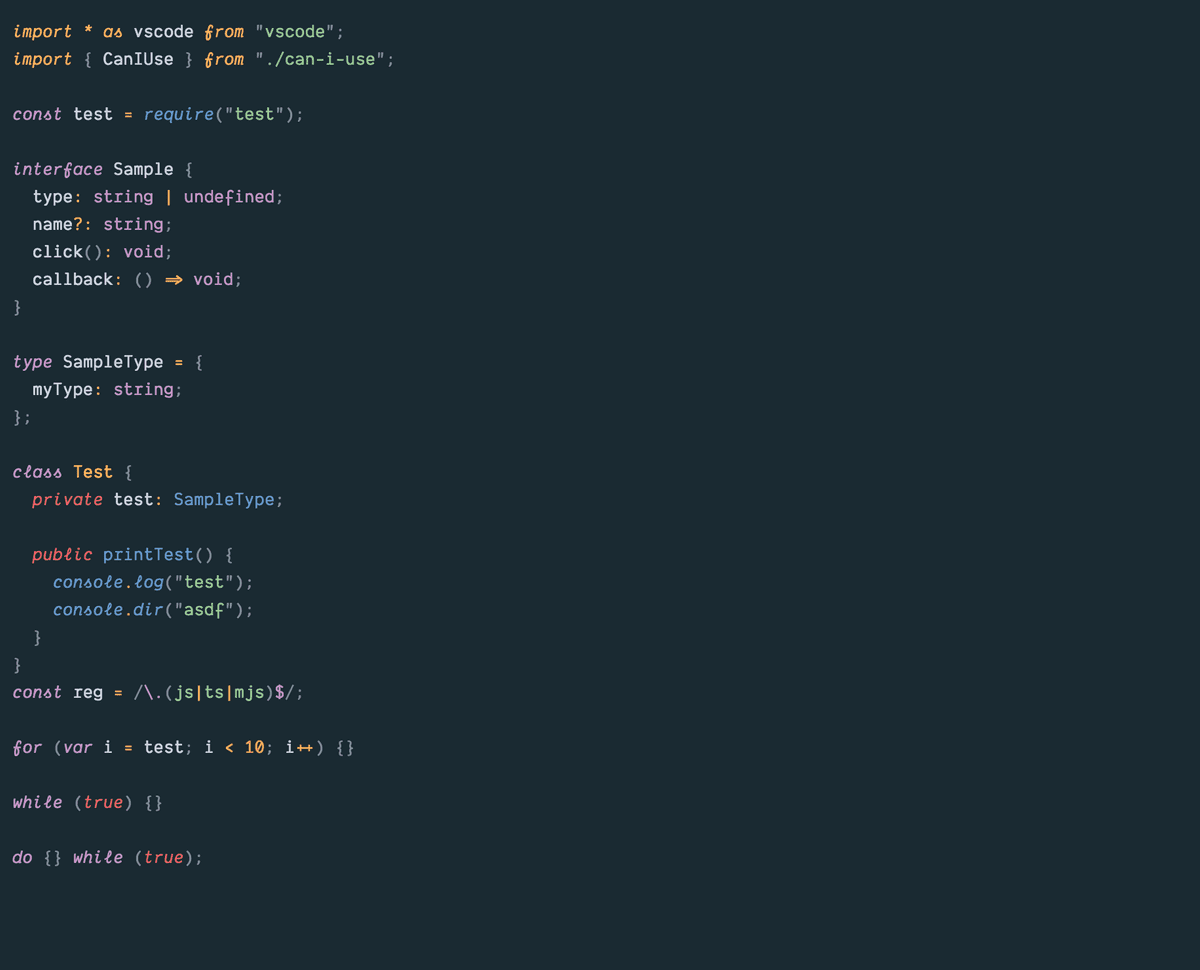 import * as vscode from "vscode";
import { CanIUse } from "./can-i-use";

const test = require("test");

interface Sample {
  type: string | undefined;
  name?: string;
  click(): void;
  callback: () => void;
}

type SampleType = {
  myType: string;
};

class Test {
  private test: SampleType;

  public printTest() {
    console.log("test");
    console.dir("asdf");
  }
}
const reg = /\.(js|ts|mjs)$/;

for (var i = test; i < 10; i++) {}

while (true) {}

do {} while (true);